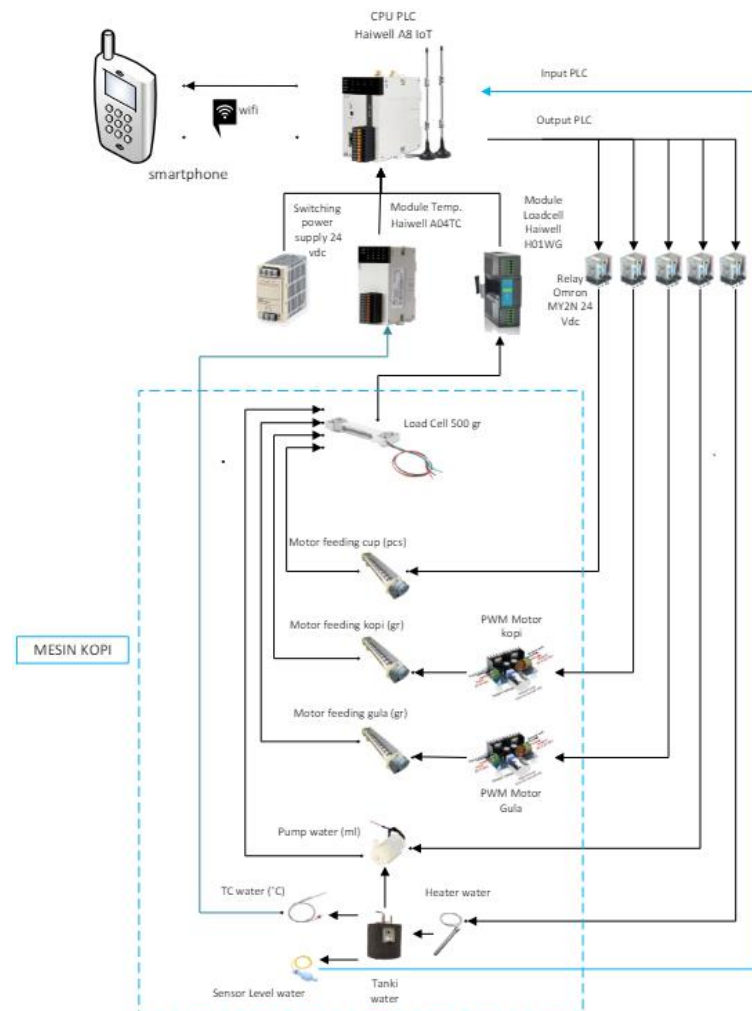 CPU PLC
Haiwell A8 IoT
Input PLC
wifi
Output PLC
smartphone
Switching
power
supply 24
vdc
Module Temp.
Haiwell A04TC
Module
Loadcell
Haiwell
H01WG
Relay
Omron
MY2N 24
Vdc
Load Cell 500 gr
Motor feeding cup (pcs)
Motor feeding kopi (gr)
PWM Motor
kopi
MESIN KOPI
Motor feeding gula (gr)
PWM Motor
Gula
Pump water (ml)
TC water (°C)
Heater water
Sensor Level water
Tanki
water